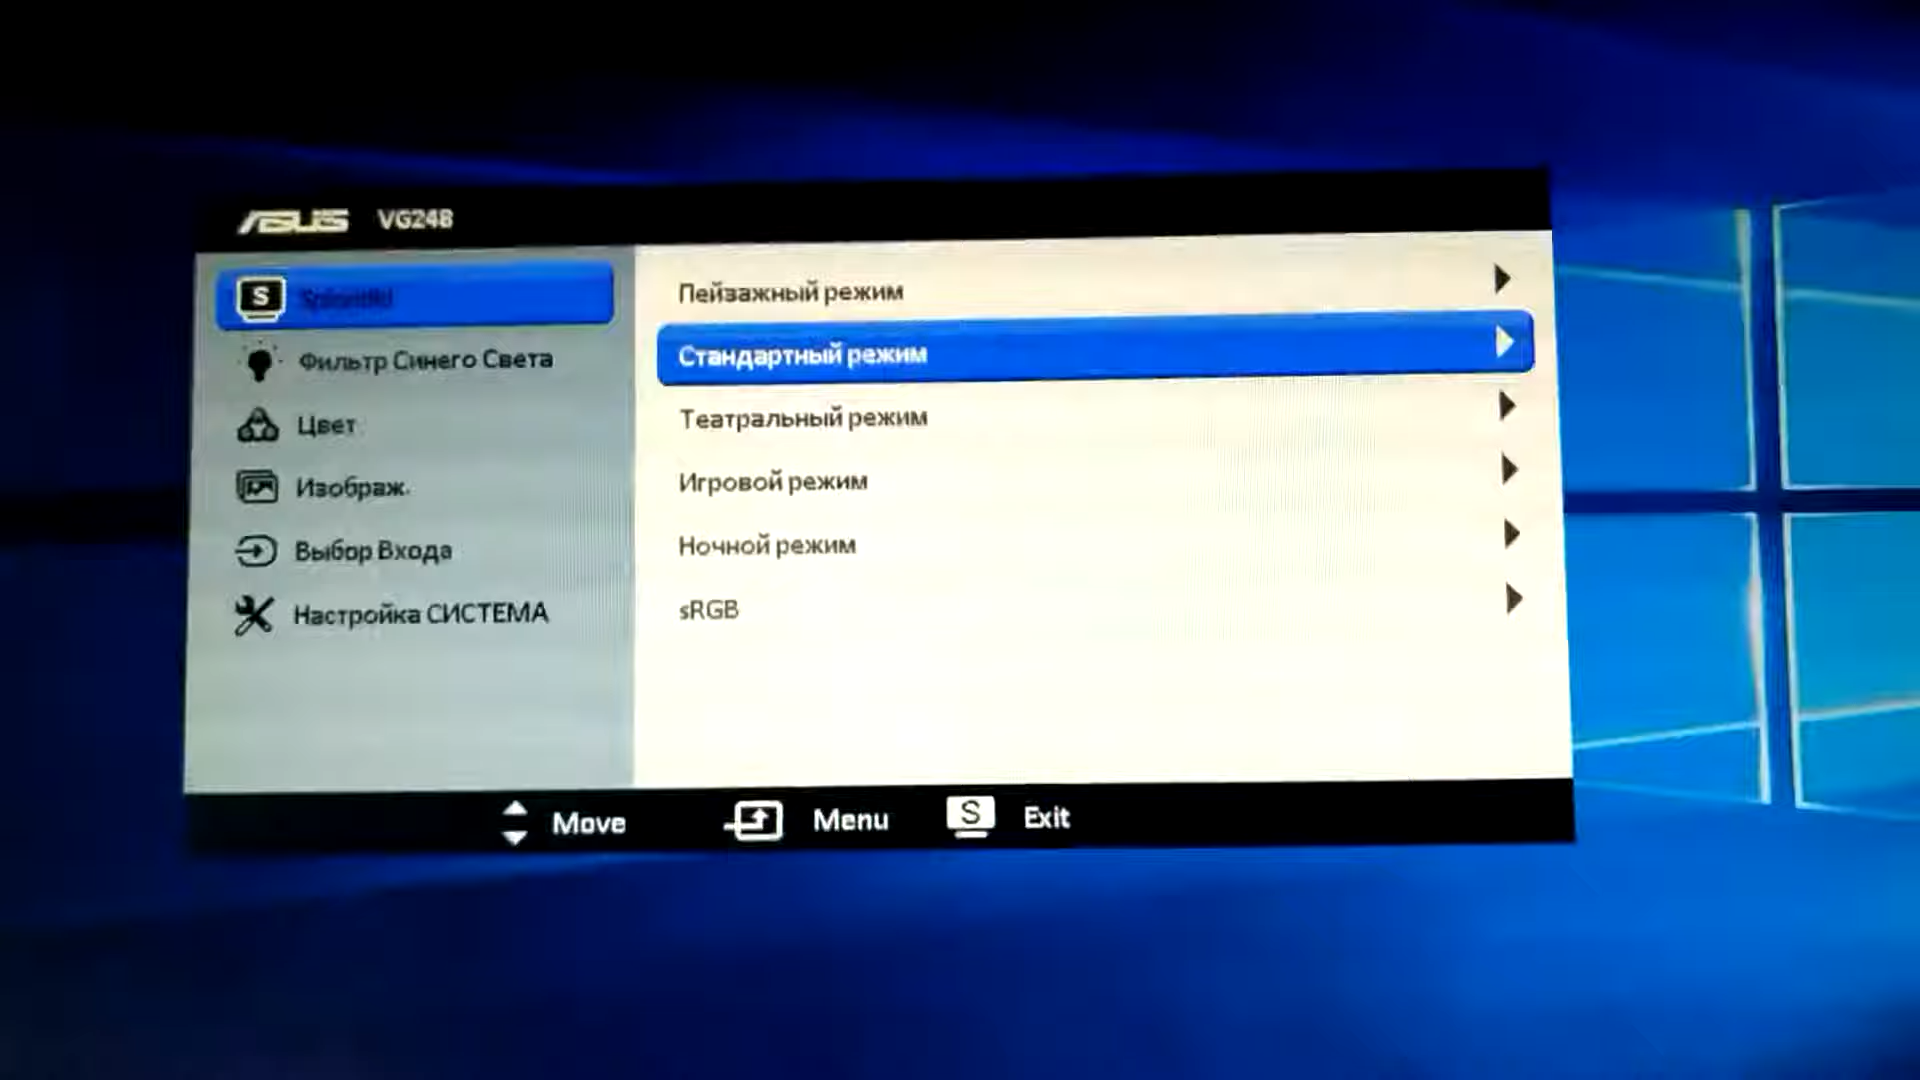 ASUS VG248
S Splendid
Фильтр Синего Света
Цвет
Изображ.
Выбор Входа
Настройка СИСТЕМА
Пейзажный режим
Стандартный режим
Театральный режим
Игровой режим
Ночной режим
sRGB
Move Menu S Exit